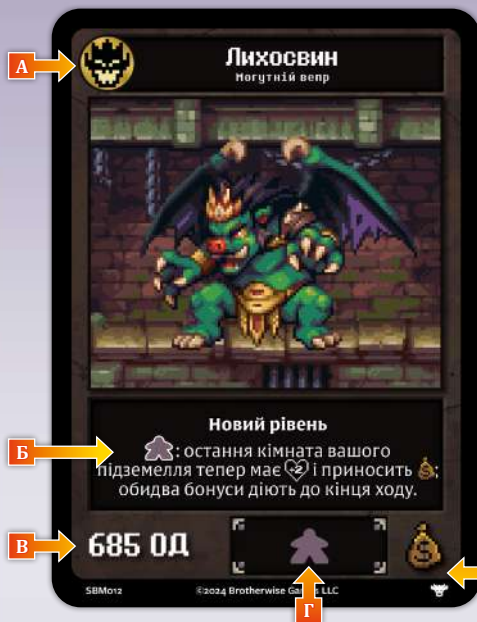 А
Лихосвин
Могутній вепр
Новий рівень
Б
: остання кімната вашого
підземелля тепер має -2 і приносить $;
обидва бонуси діють до кінця ходу.
В
685 ОД
$
SBM012
©2024 Brotherwise Games LLC
Г